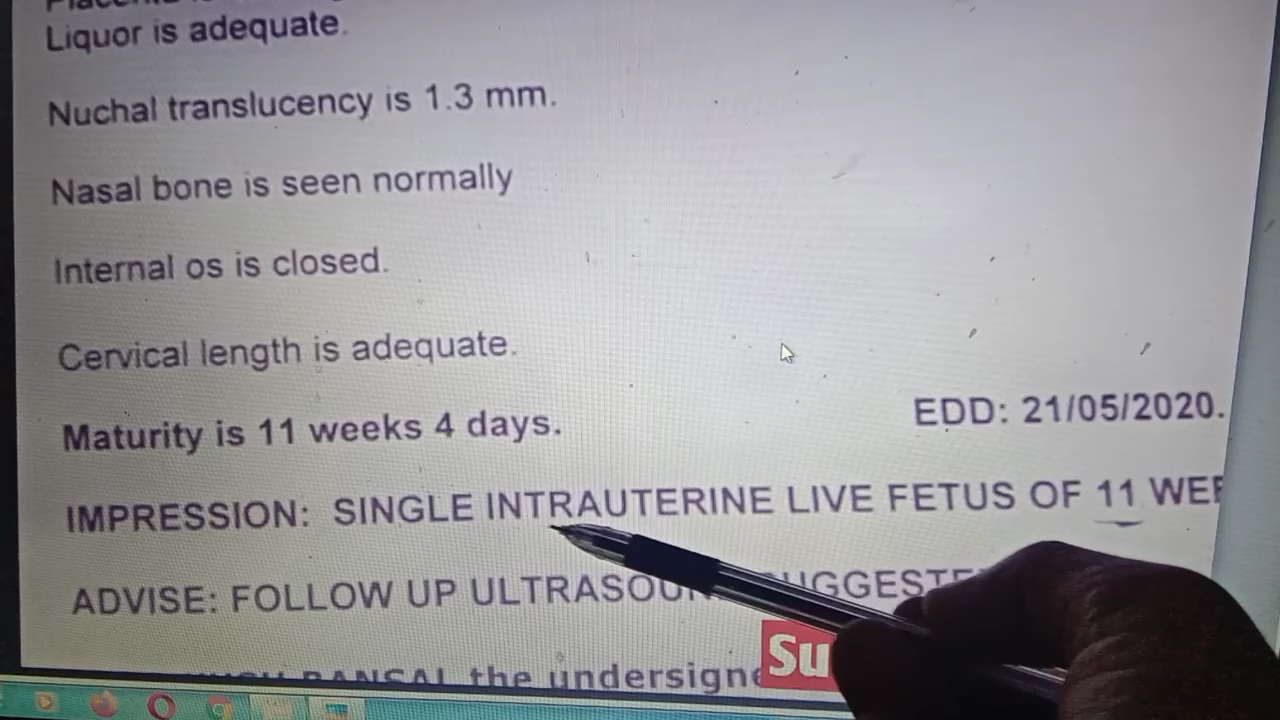 Liquor is adequate.
Nuchal translucency is 1.3 mm.
Nasal bone is seen normally
Internal os is closed.
Cervical length is adequate.
Maturity is 11 weeks 4 days.
EDD: 21/05/2020.
IMPRESSION: SINGLE INTRAUTERINE LIVE FETUS OF 11
ADVISE: FOLLOW UP
BANSAL the
Su